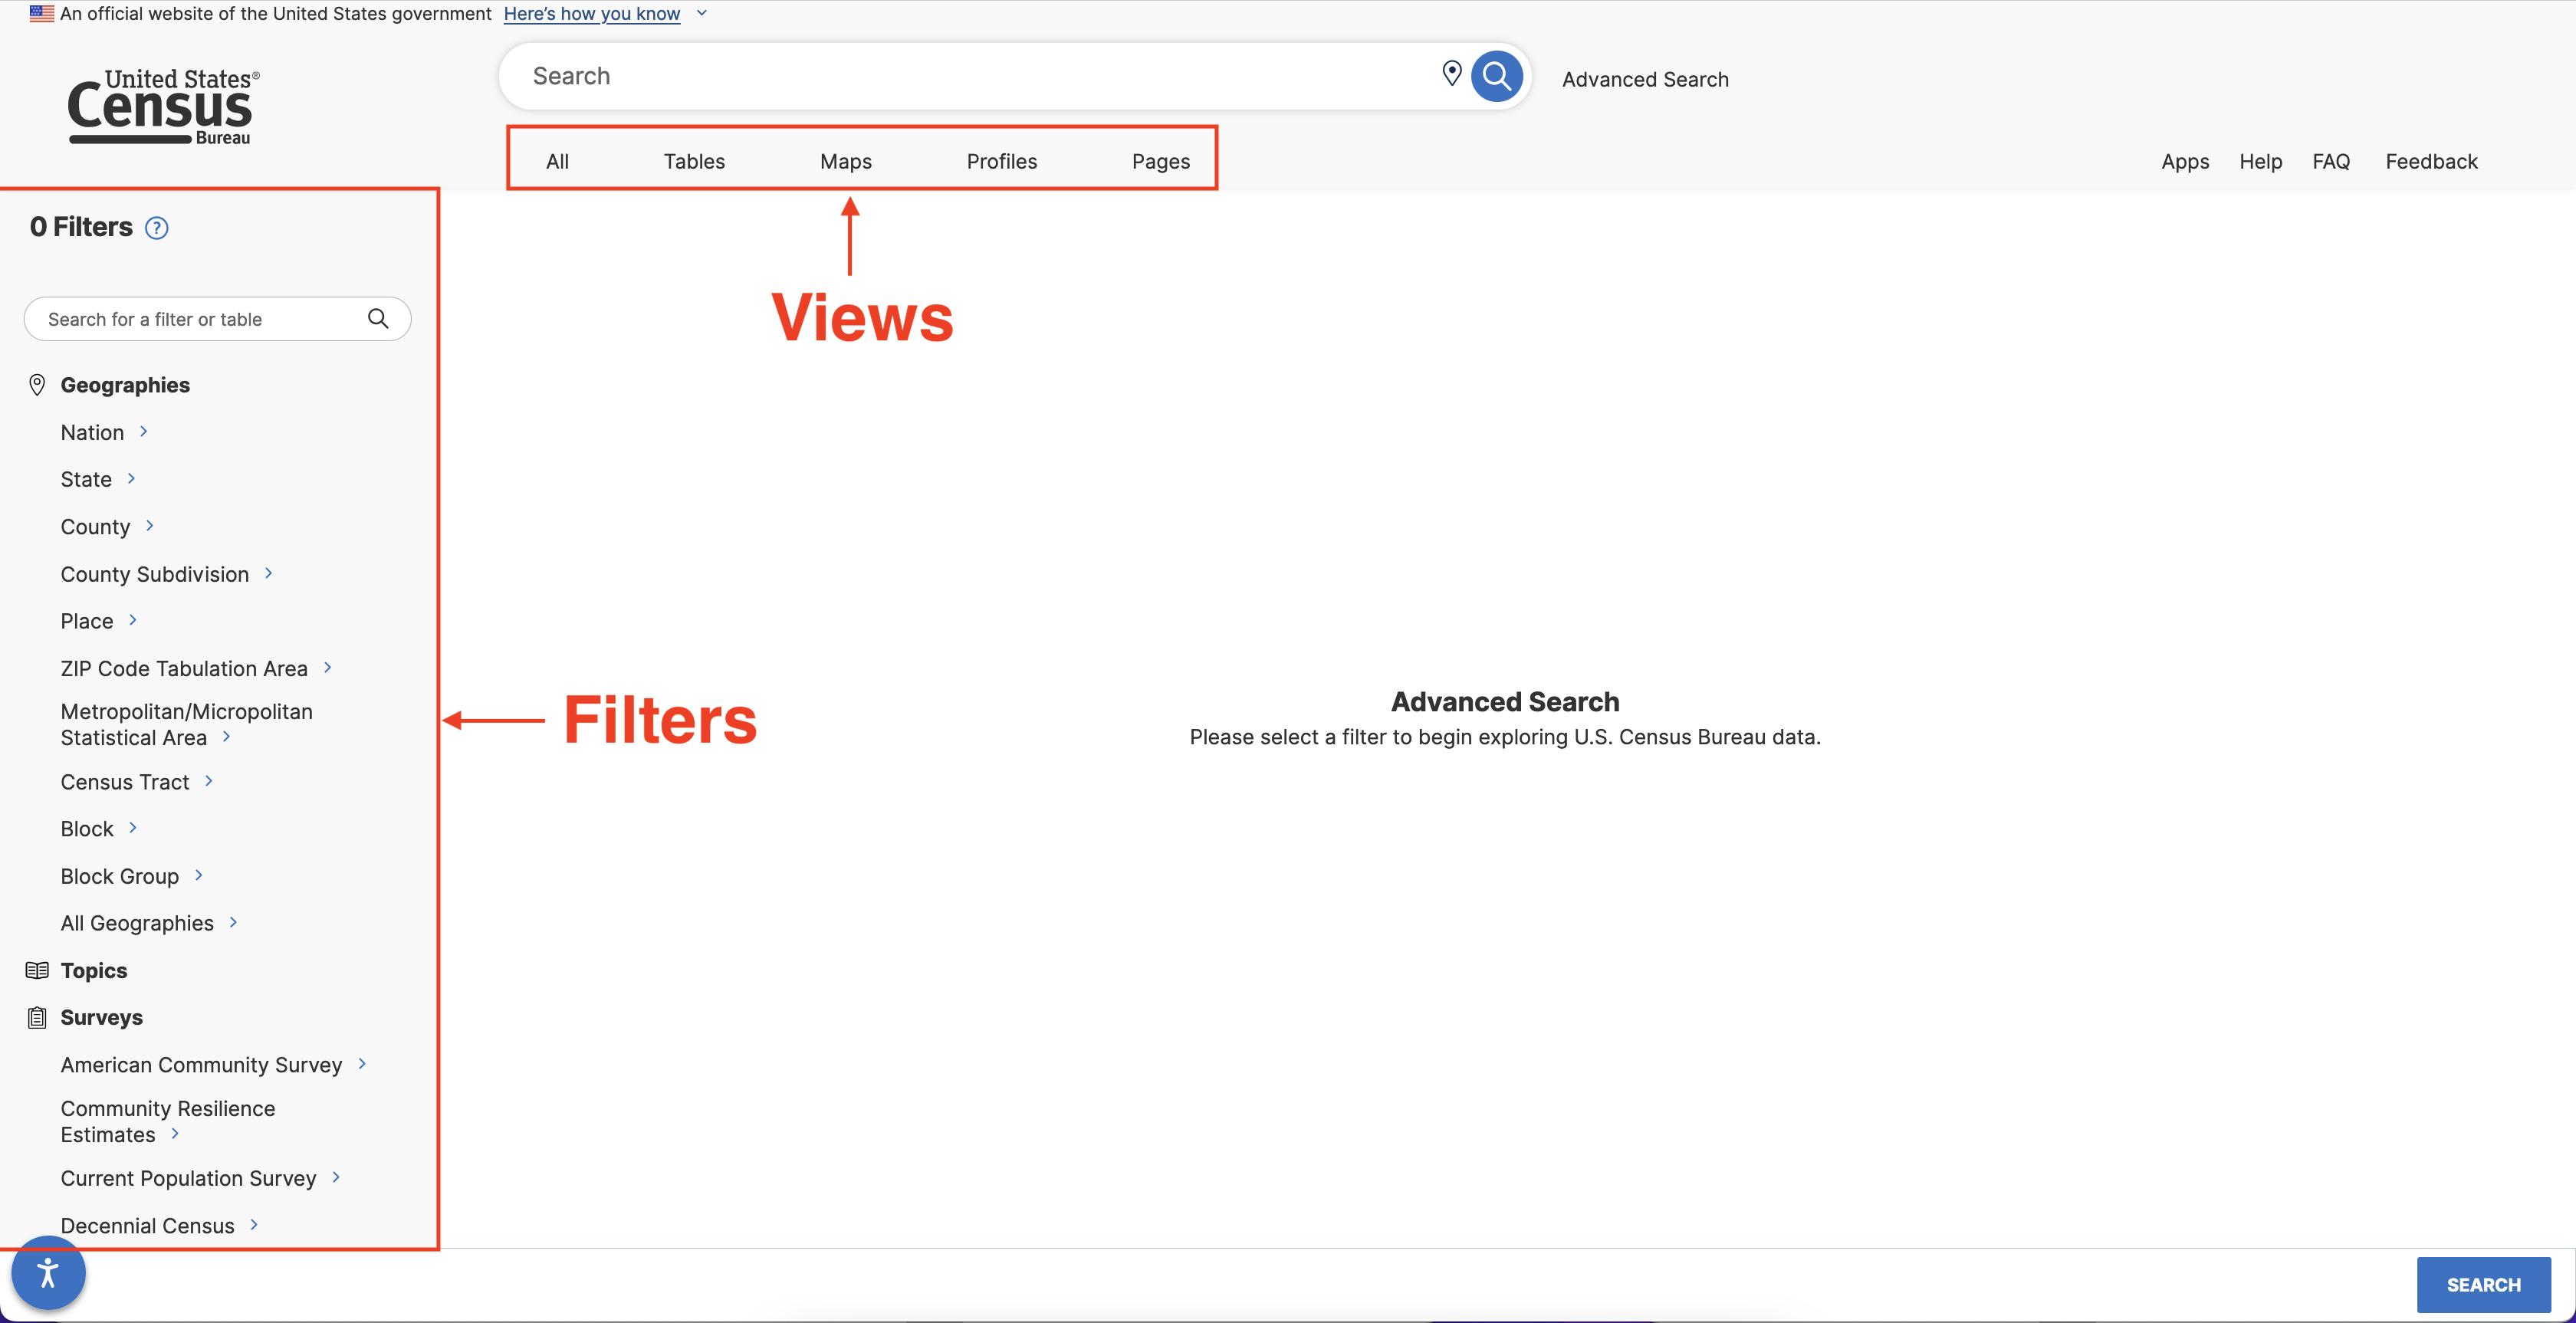 An official website of the United States government Here’s how you know
United States®
Census
Bureau
Search
Advanced Search
All Tables Maps Profiles Pages
Apps Help FAQ Feedback
0 Filters ?
Views
Search for a filter or table
Geographies
Nation
State
County
County Subdivision
Place
ZIP Code Tabulation Area
Metropolitan/Micropolitan
Statistical Area
Filters
Advanced Search
Please select a filter to begin exploring U.S. Census Bureau data.
Census Tract
Block
Block Group
All Geographies
Topics
Surveys
American Community Survey
Community Resilience
Estimates
Current Population Survey
Decennial Census
SEARCH